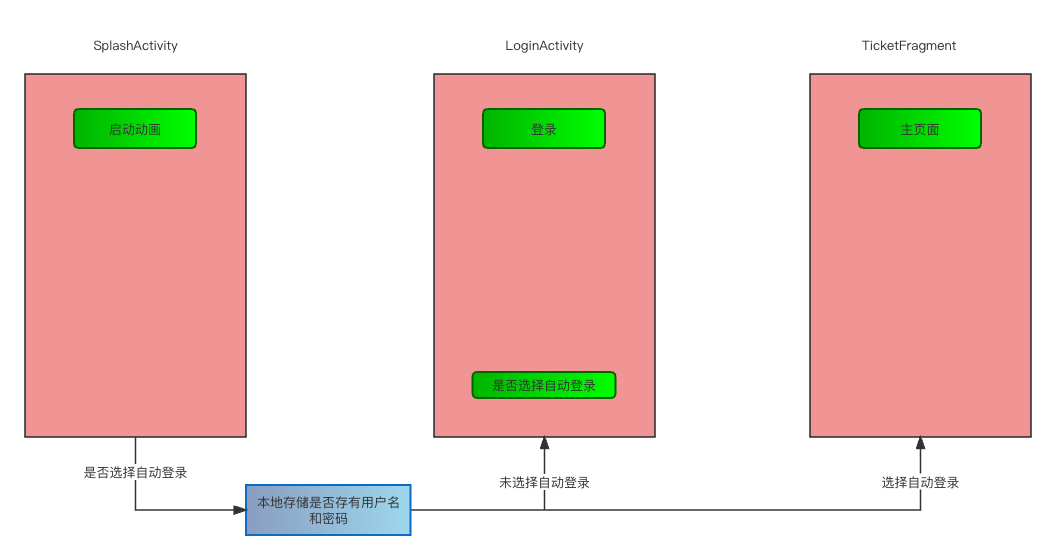 SplashActivity
LoginActivity
TicketFragment
启动动画
登录
主页面
是否选择自动登录
是否选择自动登录
未选择自动登录
选择自动登录
本地存储是否存有用户名
和密码